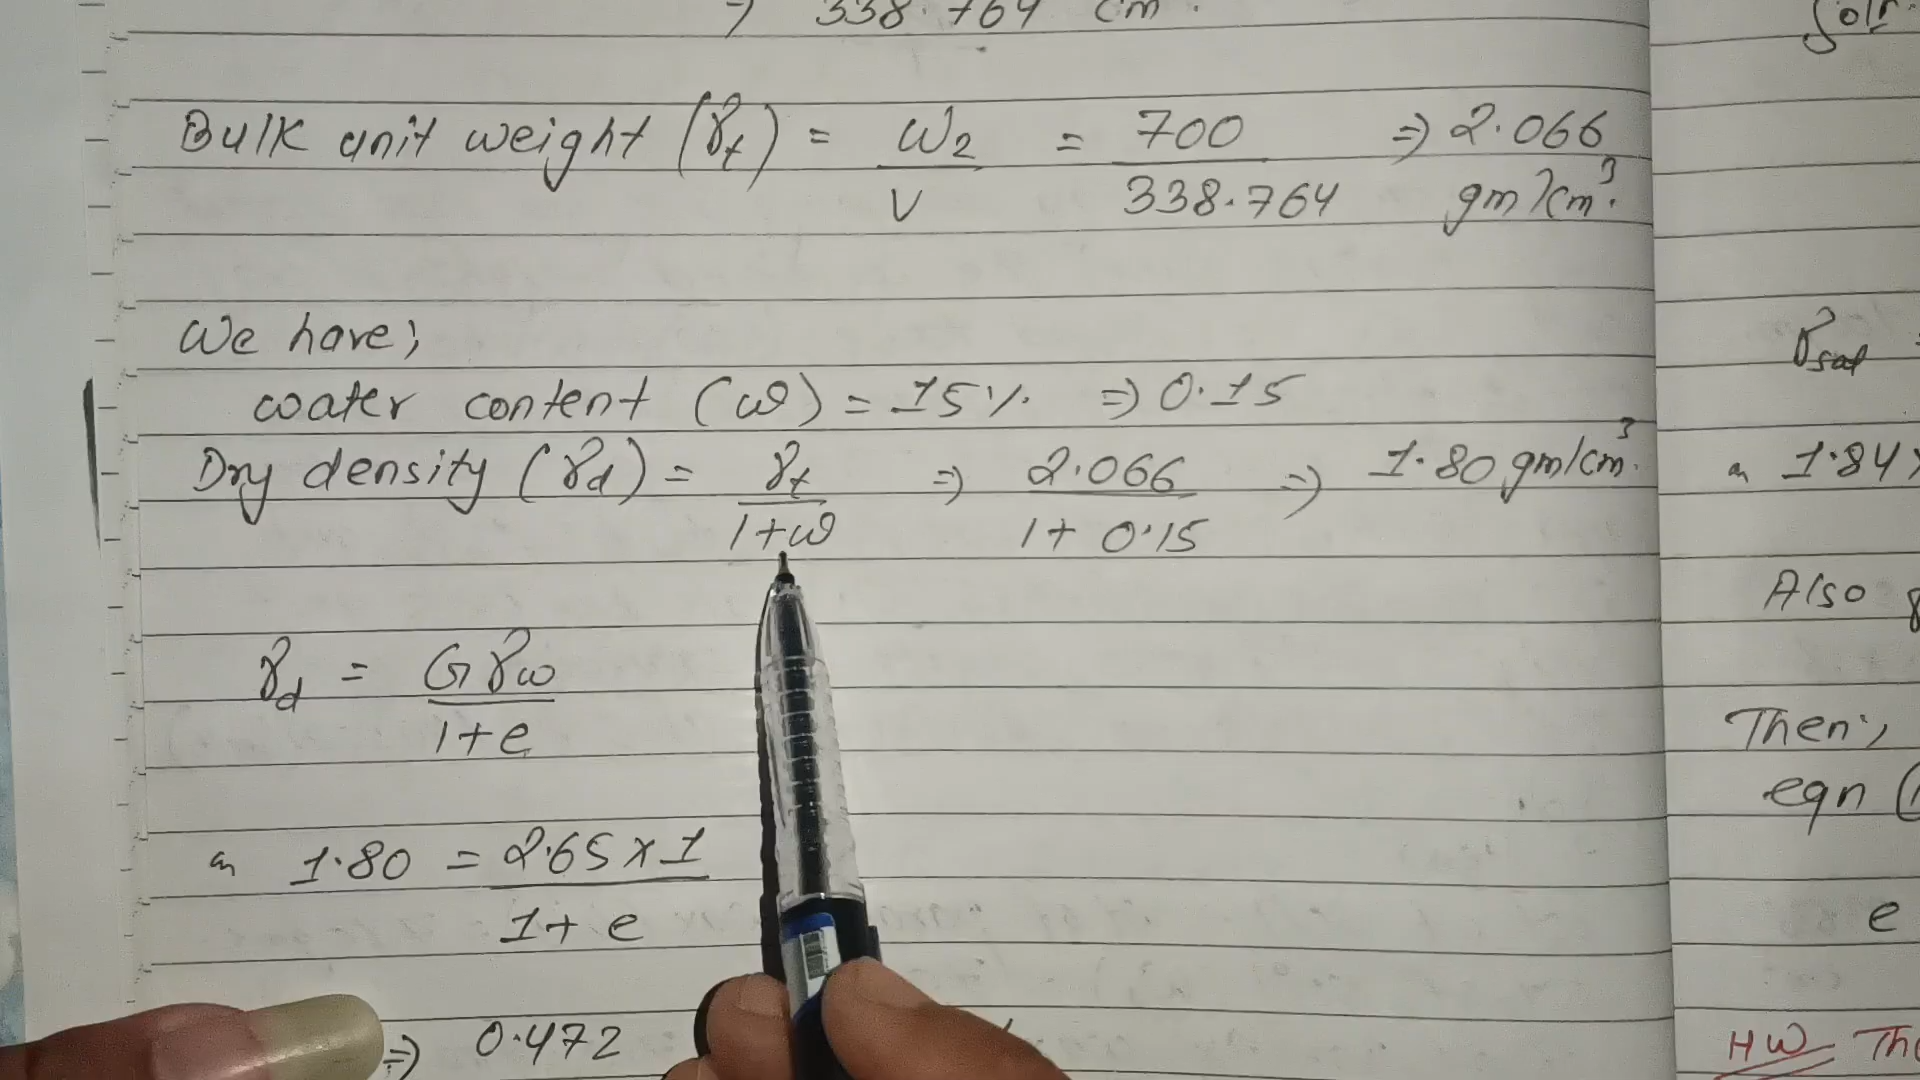 ⇒ 338.764 cm³.
Bulk unit weight (γt) = W2/V = 700/338.764 ⇒ 2.066 gm/cm³.
We have;
water content (ω) = 15% ⇒ 0.15
Dry density (γd) = γt/1+ω ⇒ 2.066/1+0.15 ⇒ 1.80 gm/cm³.
γd = Gγω/1+e
or 1.80 = 2.65×1/1+e
⇒ 0.472
Soln.
γsat =
or 1.84×
Also
Then;
eqn
e
HW